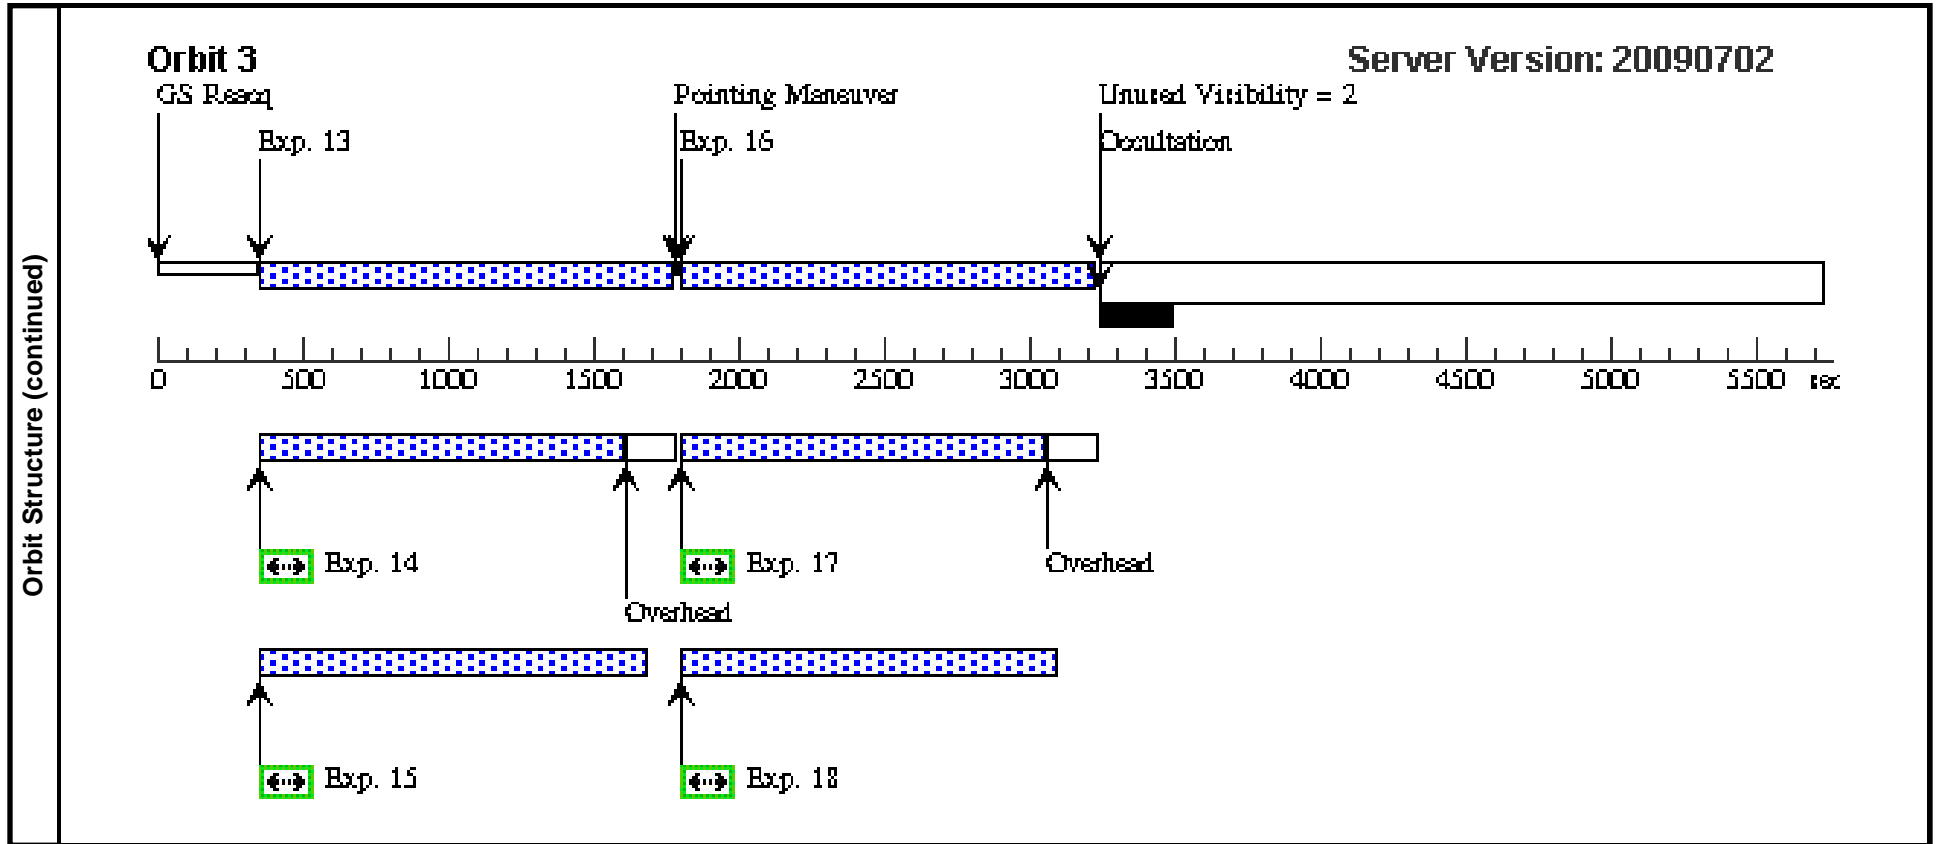 Orbit Structure (continued)
Orbit 3
Server Version: 20090702
GS Reacq
Pointing Maneuver
Unused Visibility = 2
Exp. 13
Exp. 16
Occultation
0 500 1000 1500 2000 2500 3000 3500 4000 4500 5000 5500 sec
Exp. 14
Exp. 17
Overhead
Overhead
Exp. 15
Exp. 18